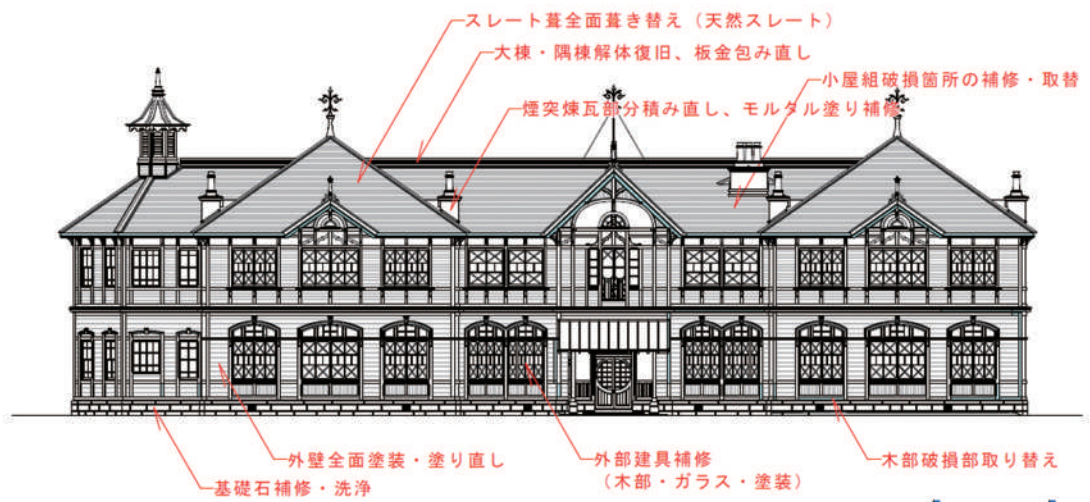 スレート葺全面葺き替え（天然スレート）
大棟・隅棟解体復旧、板金包み直し
小屋組破損箇所の補修・取替
煙突煉瓦部分積み直し、モルタル塗り補修
外壁全面塗装・塗り直し
外部建具補修
（木部・ガラス・塗装）
木部破損部取り替え
基礎石補修・洗浄